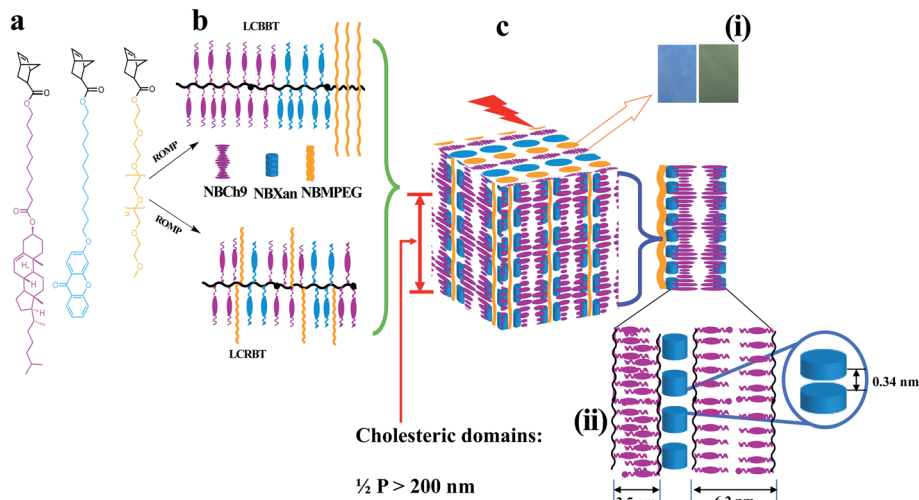 a
b
c
(i)
LCBBT
O
O
O
O
O
O
ROMP
NBCh9
NBXan
NBMPEG
ROMP
O
O
O
O
n
H
H
H
LCRBT
Cholesteric domains:
½ P > 200 nm
(ii)
0.34 nm